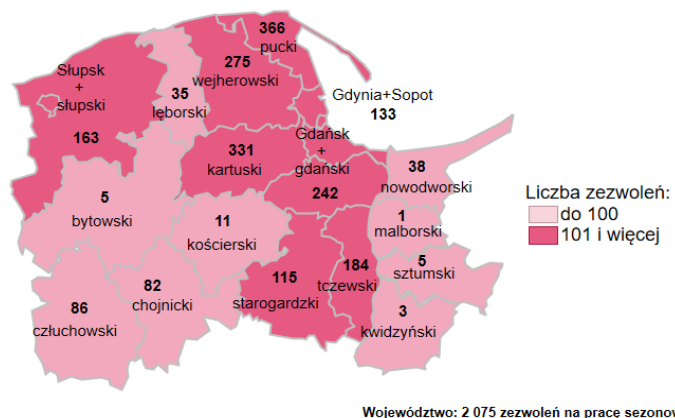 366
pucki
275
wejherowski
Słupsk
+
słupski
163
35
lęborski
Gdynia+Sopot
133
331
kartuski
Gdańsk
+
gdański
242
38
nowodworski
5
bytowski
11
kościerski
1
malborski
5
sztumski
184
tczewski
115
starogardzki
82
chojnicki
86
człuchowski
3
kwidzyński
Liczba zezwoleń:
do 100
101 i więcej
Województwo: 2 075 zezwoleń na pracę